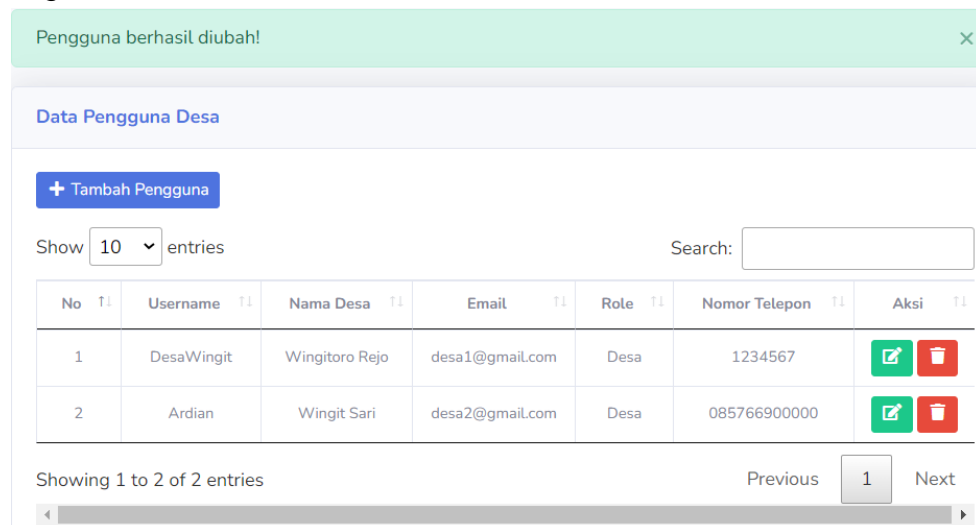 Pengguna berhasil diubah! ×
Data Pengguna Desa
+ Tambah Pengguna
Show 10 entries Search:
No Username Nama Desa Email Role Nomor Telepon Aksi
1 DesaWingit Wingitoro Rejo desa1@gmail.com Desa 1234567
2 Ardian Wingit Sari desa2@gmail.com Desa 085766900000
Showing 1 to 2 of 2 entries Previous 1 Next